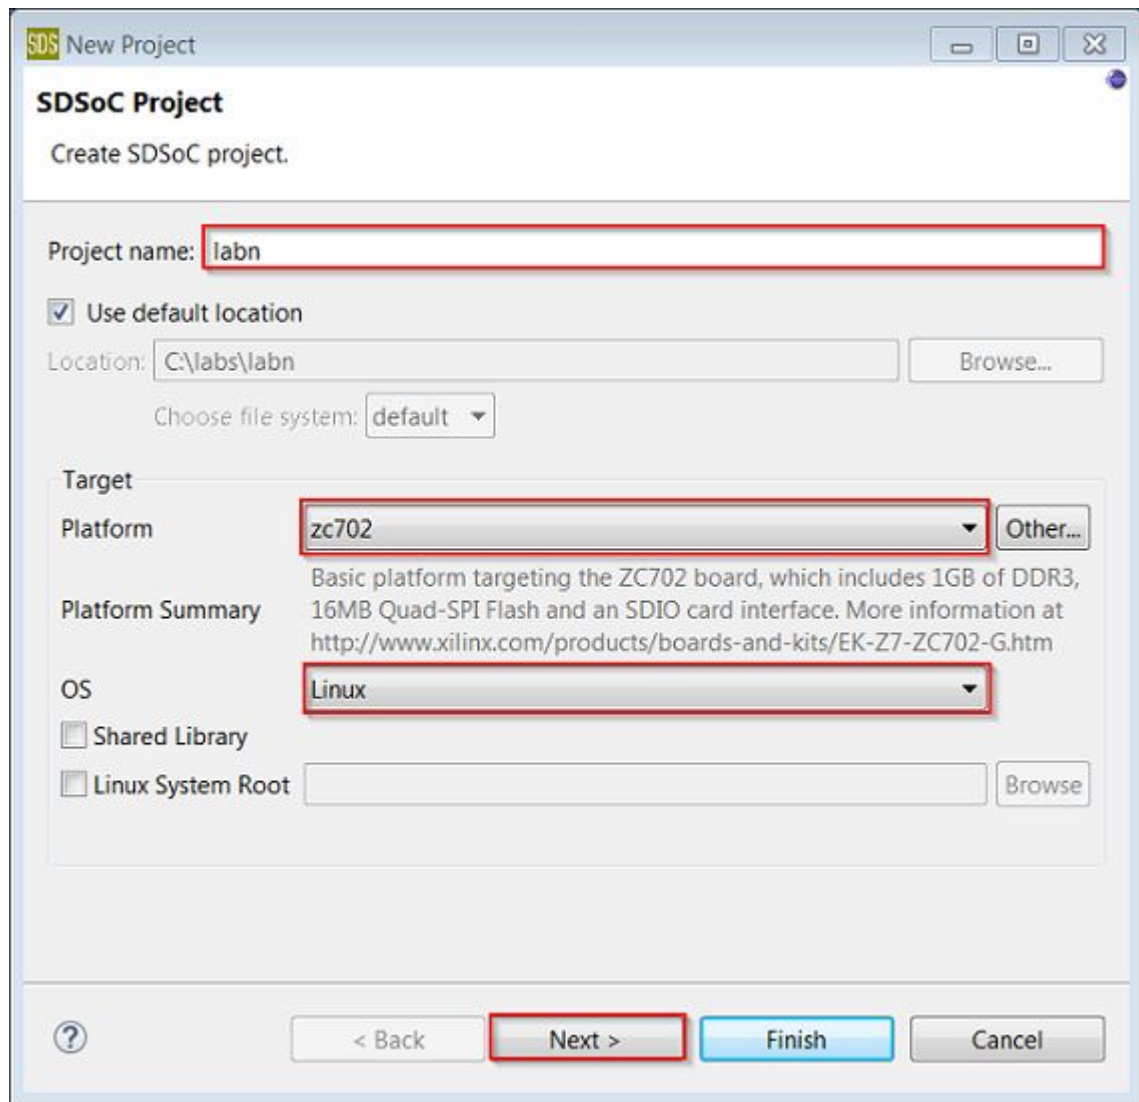 SDS New Project
SDSoC Project
Create SDSoC project.
Project name: labn
Use default location
Location: C:\labs\labn Browse...
Choose file system: default
Target
Platform zc702 Other...
Basic platform targeting the ZC702 board, which includes 1GB of DDR3,
Platform Summary 16MB Quad-SPI Flash and an SDIO card interface. More information at
http://www.xilinx.com/products/boards-and-kits/EK-Z7-ZC702-G.htm
OS Linux
Shared Library
Linux System Root Browse
? < Back Next > Finish Cancel